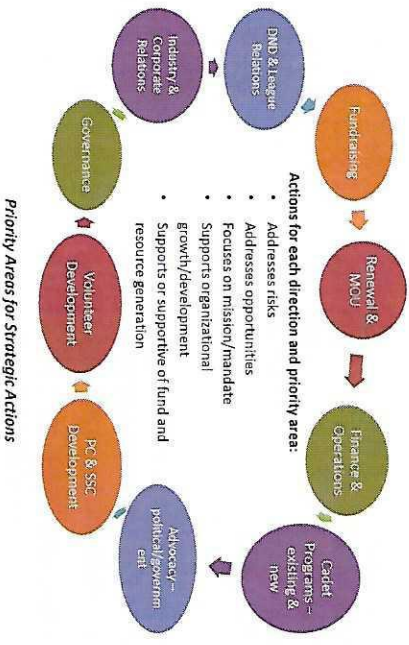 Fundraising
Renewal &
MOU
Finance &
Operations
Cadet
Programs –
existing &
new
Advocacy –
political/governm
ent
PC & SSC
Development
Volunteer
Development
Governance
Industry &
Corporate
Relations
DND & League
Relations
Actions for each direction and priority area:
• Addresses risks
• Addresses opportunities
• Focuses on mission/mandate
• Supports organizational
growth/development
• Supports or supportive of fund and
resource generation
Priority Areas for Strategic Actions